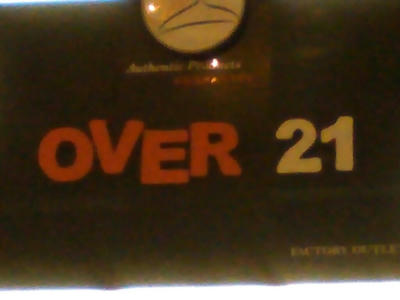 Authentic Products
OVER 21
FACTORY OUTLET